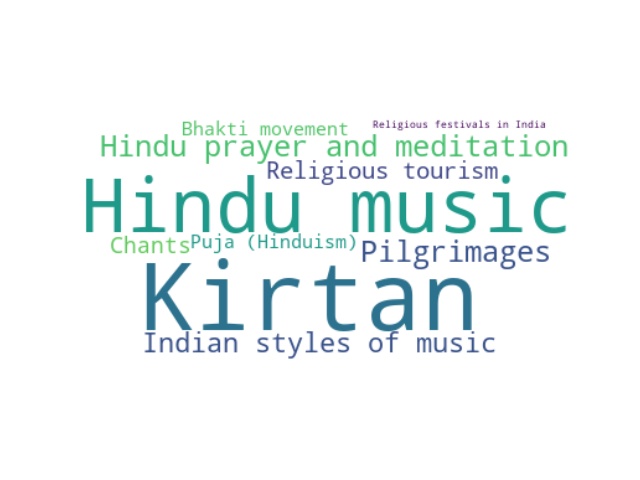 Religious festivals in India
Bhakti movement
Hindu prayer and meditation
Religious tourism
Hindu music
Chants
Puja (Hinduism)
Pilgrimages
Kirtan
Indian styles of music